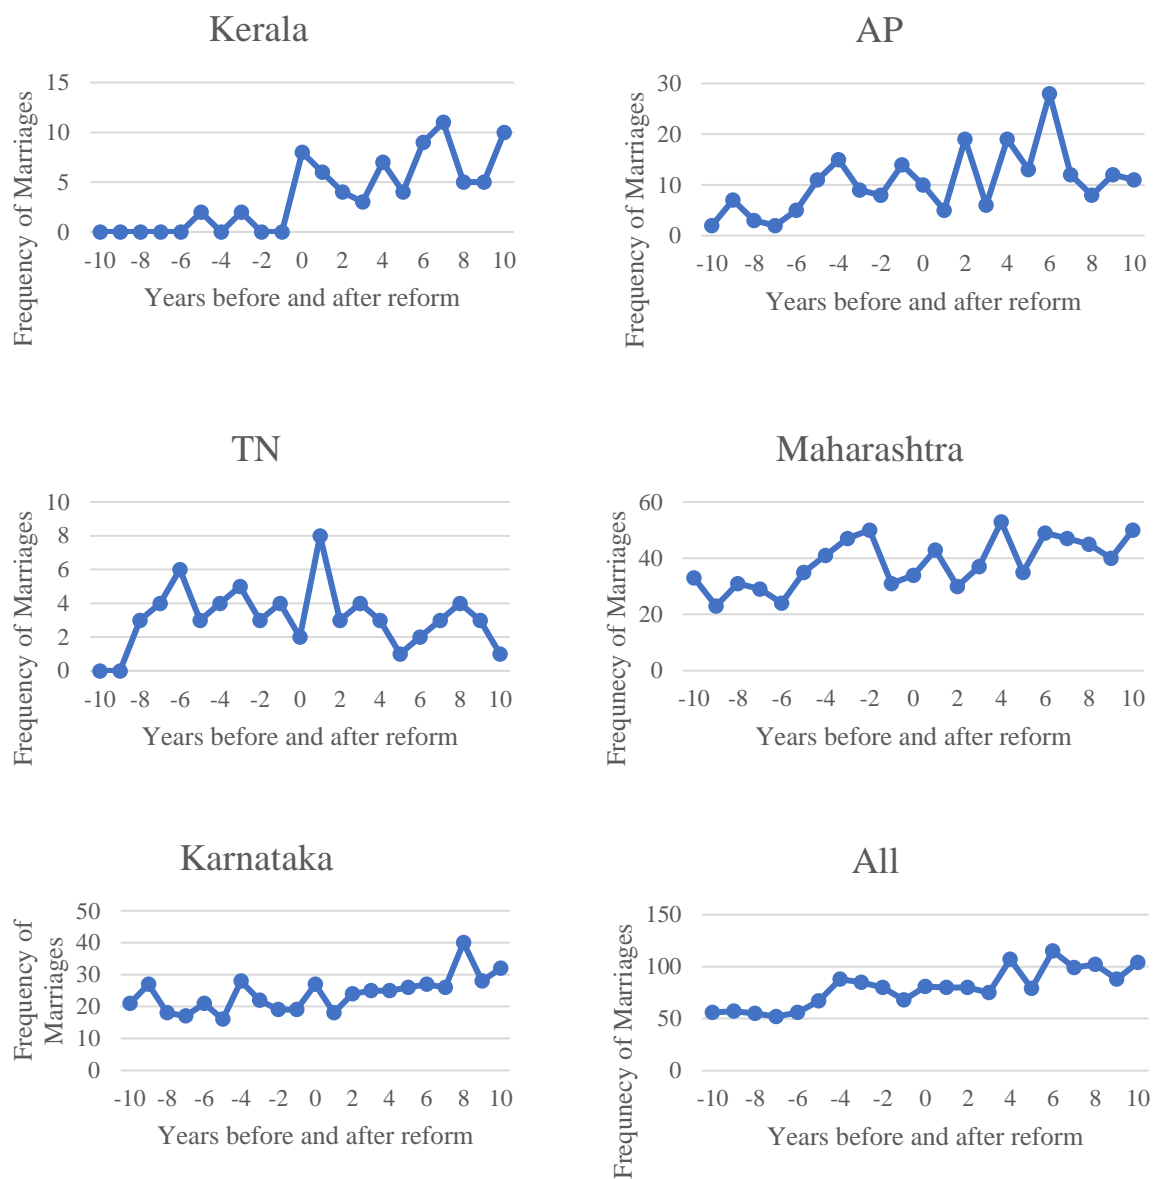 Kerala
Frequency of Marriages
15
10
5
0
-10 -8 -6 -4 -2 0 2 4 6 8 10
Years before and after reform
AP
Frequency of Marriages
30
20
10
0
-10 -8 -6 -4 -2 0 2 4 6 8 10
Years before and after reform
TN
Frequency of Marriages
10
8
6
4
2
0
-10 -8 -6 -4 -2 0 2 4 6 8 10
Years before and after reform
Maharashtra
Frequnecy of Marriages
60
40
20
0
-10 -8 -6 -4 -2 0 2 4 6 8 10
Years before and after reform
Karnataka
Frequency of
Marriages
50
40
30
20
10
0
-10 -8 -6 -4 -2 0 2 4 6 8 10
Years before and after reform
All
Frequnecy of Marriages
150
100
50
0
-10 -8 -6 -4 -2 0 2 4 6 8 10
Years before and after reform